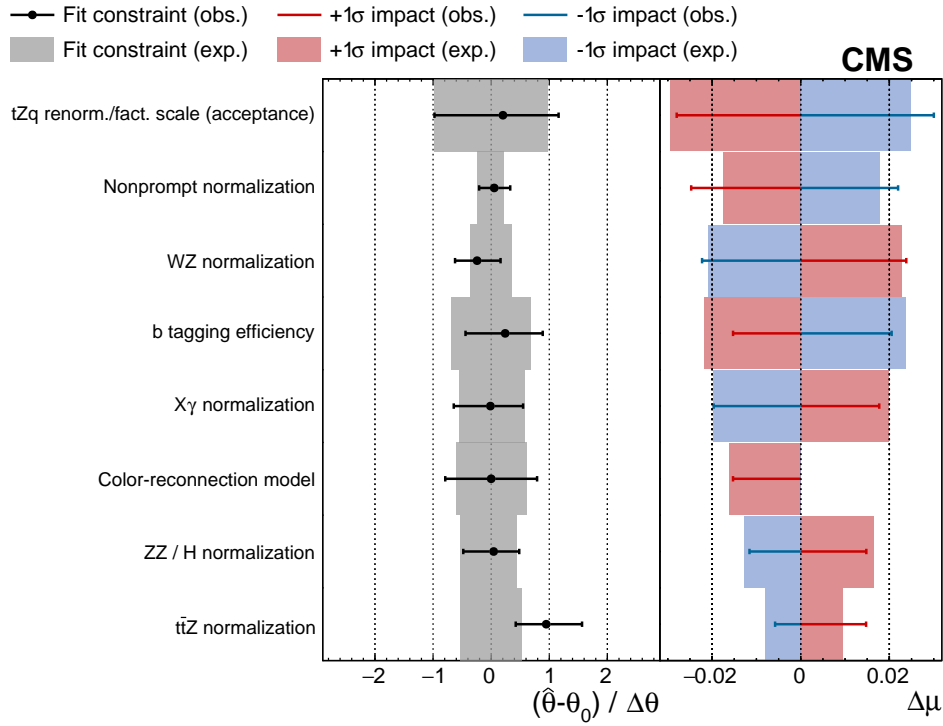 Fit constraint (obs.) +1σ impact (obs.) -1σ impact (obs.)
Fit constraint (exp.) +1σ impact (exp.) -1σ impact (exp.)
CMS
tZq renorm./fact. scale (acceptance)
Nonprompt normalization
WZ normalization
b tagging efficiency
Xγ normalization
Color-reconnection model
ZZ / H normalization
tt̄Z normalization
−2 −1 0 1 2 −0.02 0 0.02
(θ̂-θ₀) / Δθ Δμ